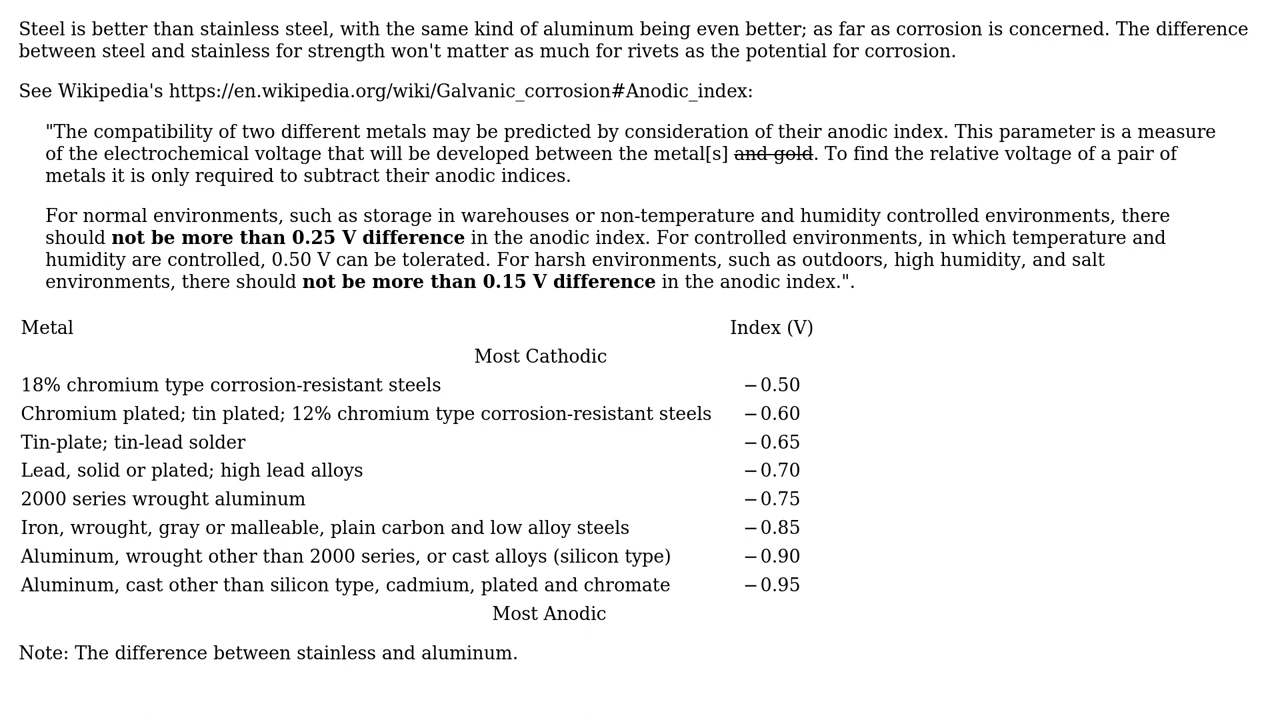 Steel is better than stainless steel, with the same kind of aluminum being even better; as far as corrosion is concerned. The difference
between steel and stainless for strength won't matter as much for rivets as the potential for corrosion.
See Wikipedia's https://en.wikipedia.org/wiki/Galvanic_corrosion#Anodic_index:
"The compatibility of two different metals may be predicted by consideration of their anodic index. This parameter is a measure
of the electrochemical voltage that will be developed between the metal[s] and gold. To find the relative voltage of a pair of
metals it is only required to subtract their anodic indices.
For normal environments, such as storage in warehouses or non-temperature and humidity controlled environments, there
should not be more than 0.25 V difference in the anodic index. For controlled environments, in which temperature and
humidity are controlled, 0.50 V can be tolerated. For harsh environments, such as outdoors, high humidity, and salt
environments, there should not be more than 0.15 V difference in the anodic index.".
Metal Index (V)
Most Cathodic
18% chromium type corrosion-resistant steels −0.50
Chromium plated; tin plated; 12% chromium type corrosion-resistant steels −0.60
Tin-plate; tin-lead solder −0.65
Lead, solid or plated; high lead alloys −0.70
2000 series wrought aluminum −0.75
Iron, wrought, gray or malleable, plain carbon and low alloy steels −0.85
Aluminum, wrought other than 2000 series, or cast alloys (silicon type) −0.90
Aluminum, cast other than silicon type, cadmium, plated and chromate −0.95
Most Anodic
Note: The difference between stainless and aluminum.